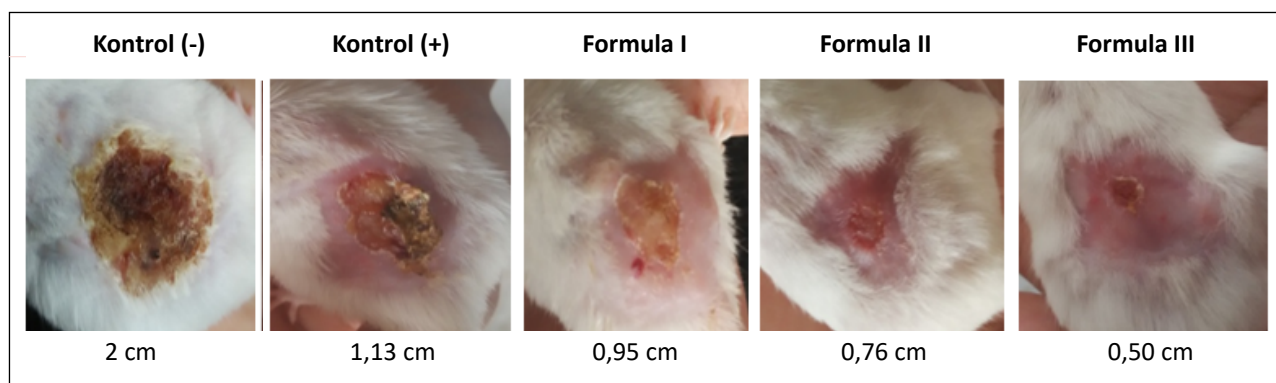 Kontrol (-) Kontrol (+) Formula I Formula II Formula III
2 cm 1,13 cm 0,95 cm 0,76 cm 0,50 cm